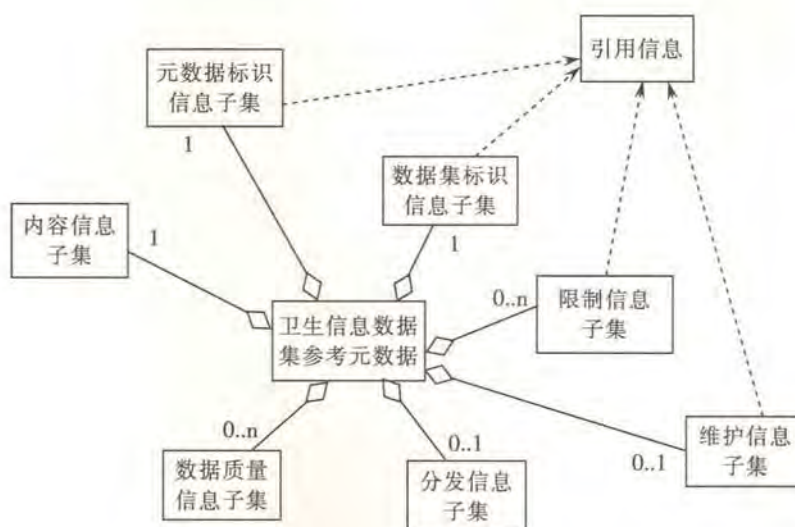 引用信息
元数据标识
信息子集
1
数据集标识
信息子集
1
内容信息
子集
1
0..n
限制信息
子集
卫生信息数据
集参考元数据
0..n
数据质量
信息子集
0..1
分发信息
子集
0..1
维护信息
子集